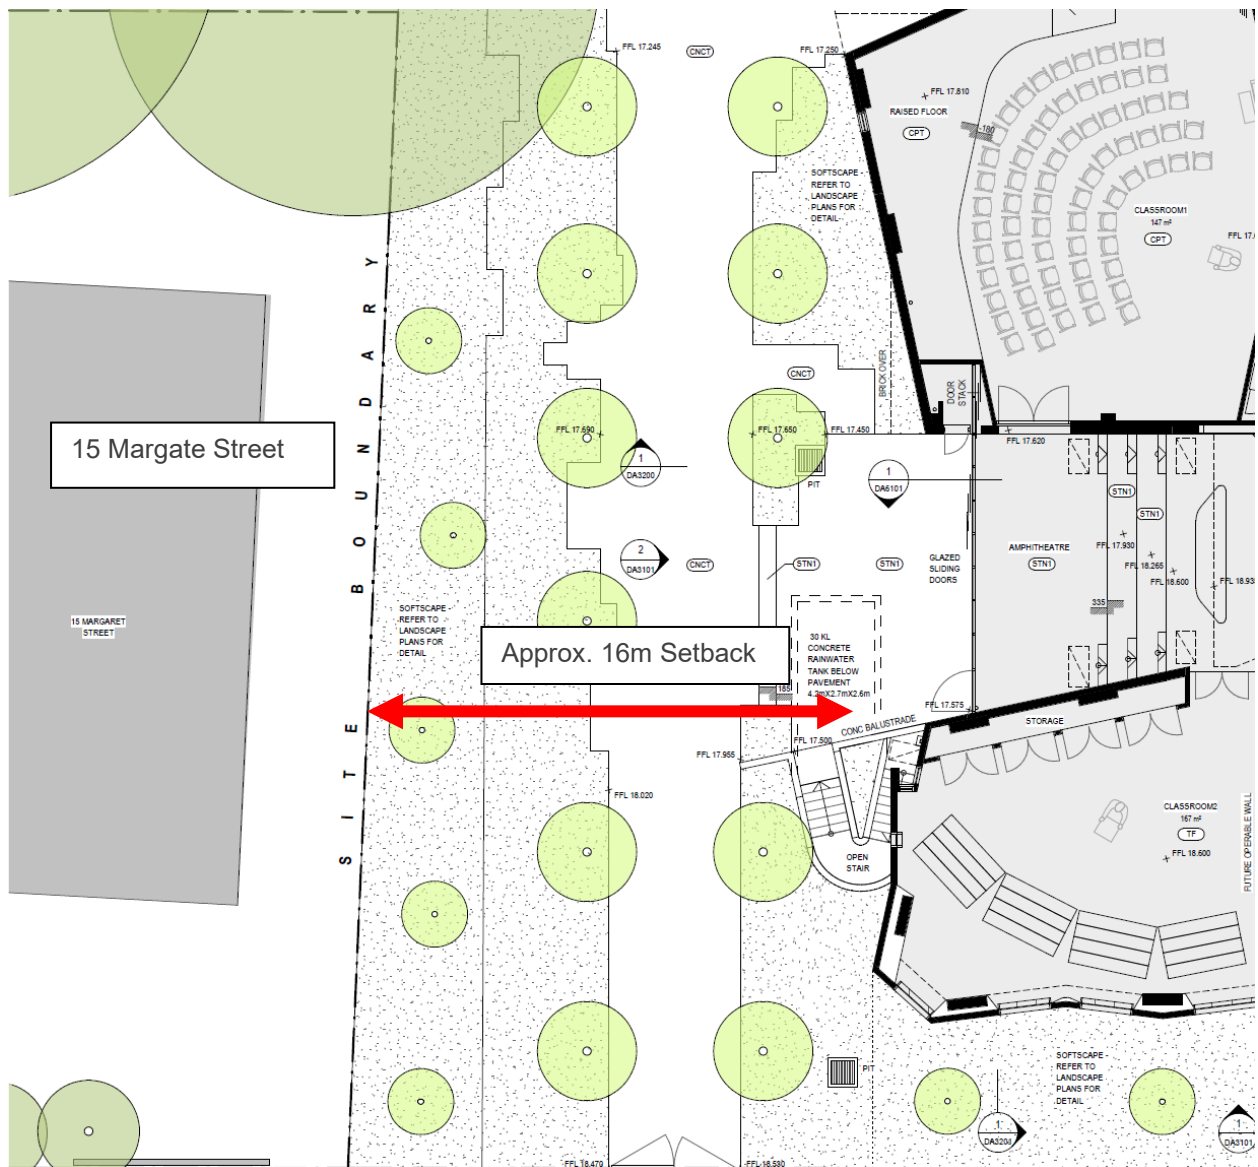 FFL 17.245
CNCT
FFL 17.250
FFL 17.810
RAISED FLOOR
CPT
-180
SOFTSCAPE -
REFER TO
LANDSCAPE
PLANS FOR
DETAIL
CLASSROOM1
147 m²
CPT
SITE BOUNDARY
BRICK OVER
CNCT
DOOR
STACK
15 Margate Street
FFL 17.690
FFL 17.650
FFL 17.450
FFL 17.620
1
DA3200
PIT
1
DA5101
STN1
STN1
2
DA3101
CNCT
STN1
STN1
GLAZED
SLIDING
DOORS
AMPHITHEATRE
STN1
FFL 17.930
FFL 18.265
FFL 18.600
FFL 18.935
335
15 MARGARET
STREET
SOFTSCAPE -
REFER TO
LANDSCAPE
PLANS FOR
DETAIL
Approx. 16m Setback
30 KL
CONCRETE
RAINWATER
TANK BELOW
PAVEMENT
4.2mX2.7mX2.6m
185
FFL 17.575
CONC BALUSTRADE
STORAGE
FFL 17.500
FFL 17.955
FFL 18.020
OPEN
STAIR
CLASSROOM2
167 m²
TF
FFL 18.600
FUTURE OPERABLE WALL
PIT
SOFTSCAPE -
REFER TO
LANDSCAPE
PLANS FOR
DETAIL
1
DA3200
1
DA3101
FFL 18.470
FFL 18.530